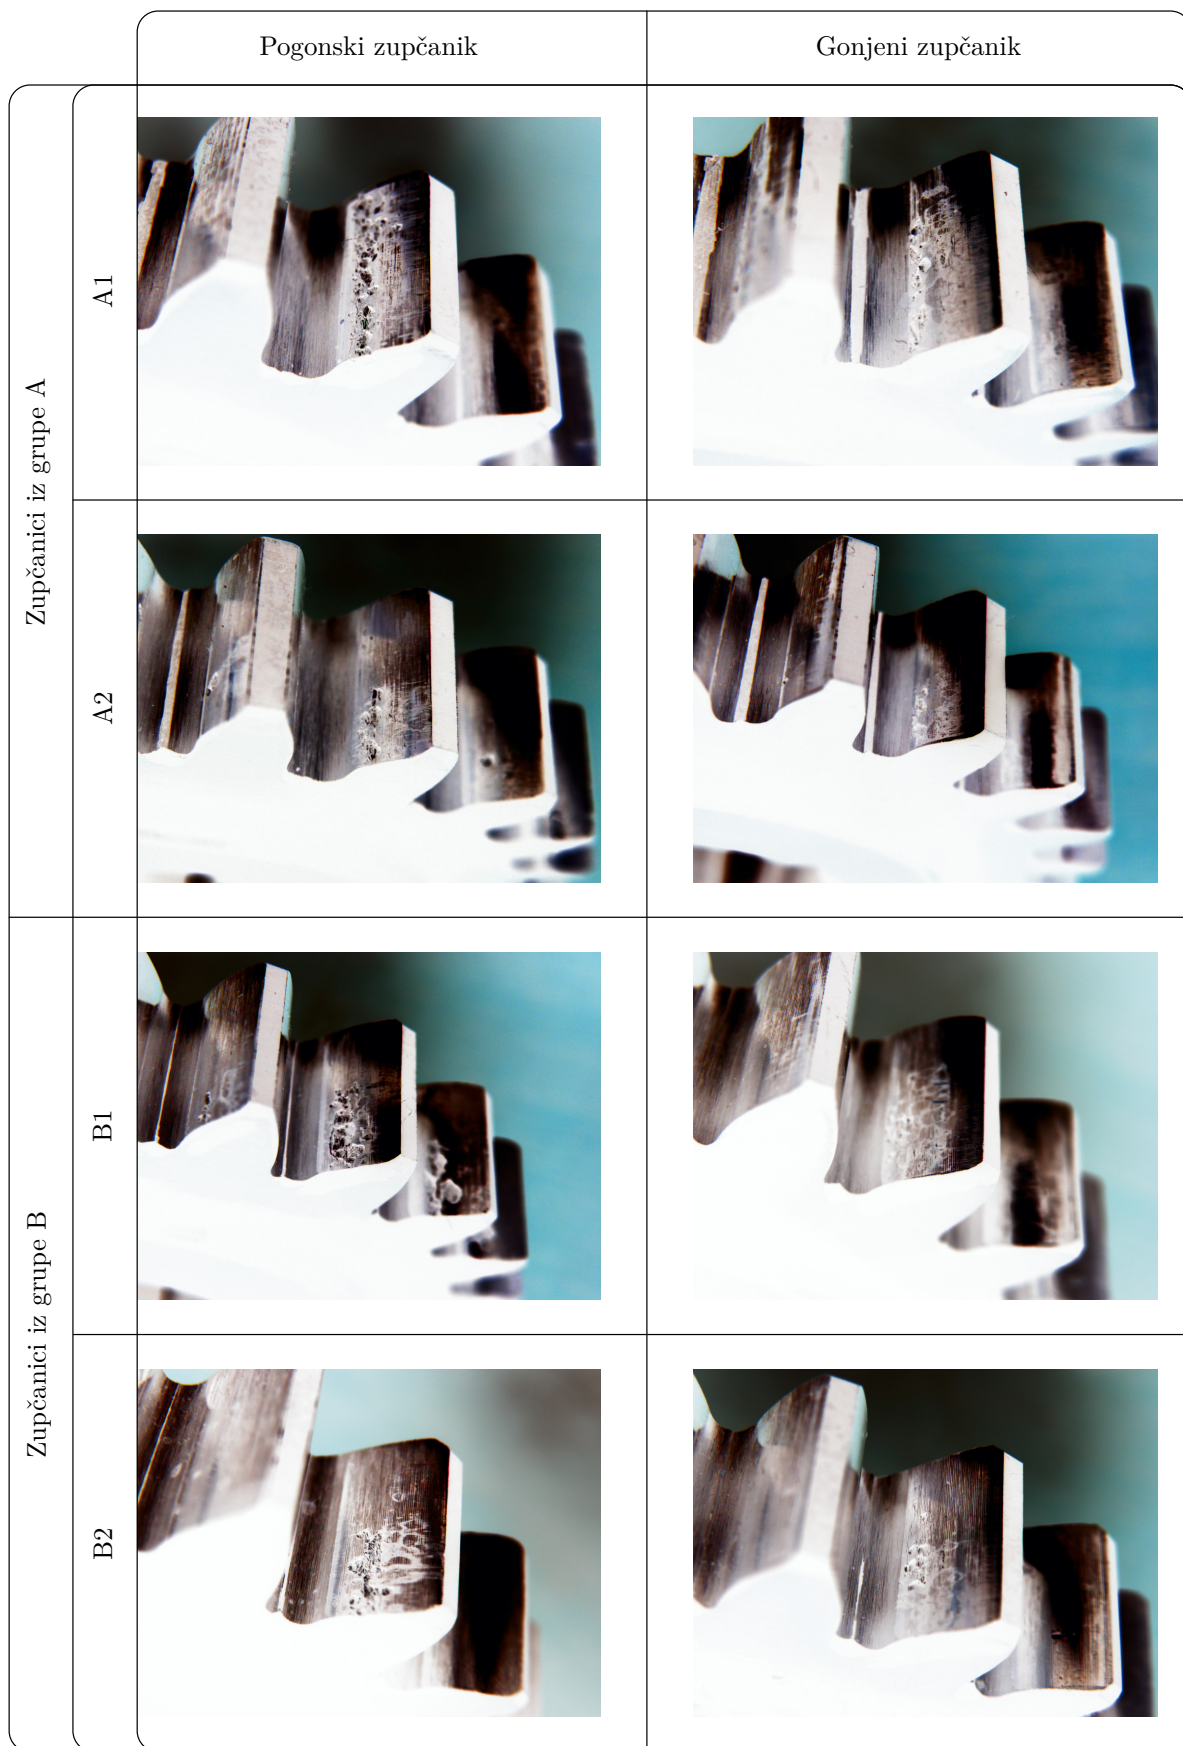 Pogonski zupčanik
Gonjeni zupčanik
Zupčanici iz grupe A
A1
A2
Zupčanici iz grupe B
B1
B2